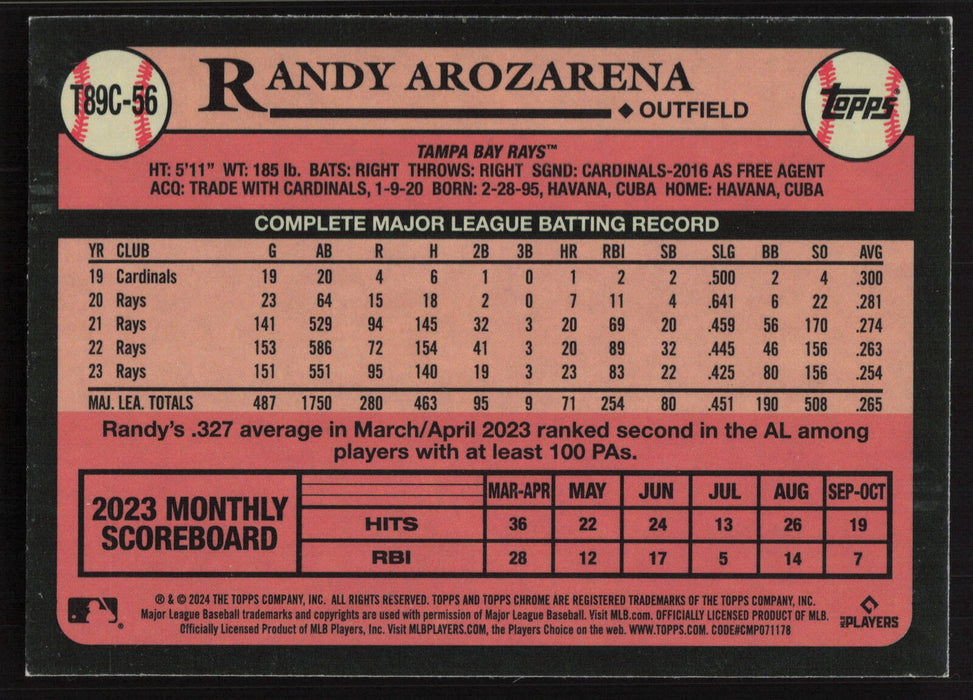 T89C-56
RANDY AROZARENA
◆ OUTFIELD
Topps®
TAMPA BAY RAYS™
HT: 5'11" WT: 185 lb. BATS: RIGHT THROWS: RIGHT SGND: CARDINALS-2016 AS FREE AGENT
ACQ: TRADE WITH CARDINALS, 1-9-20 BORN: 2-28-95, HAVANA, CUBA HOME: HAVANA, CUBA
COMPLETE MAJOR LEAGUE BATTING RECORD
YR CLUB G AB R H 2B 3B HR RBI SB SLG BB SO AVG
19 Cardinals 19 20 4 6 1 0 1 2 2 .500 2 4 .300
20 Rays 23 64 15 18 2 0 7 11 4 .641 6 22 .281
21 Rays 141 529 94 145 32 3 20 69 20 .459 56 170 .274
22 Rays 153 586 72 154 41 3 20 89 32 .445 46 156 .263
23 Rays 151 551 95 140 19 3 23 83 22 .425 80 156 .254
MAJ. LEA. TOTALS 487 1750 280 463 95 9 71 254 80 .451 190 508 .265
Randy's .327 average in March/April 2023 ranked second in the AL among
players with at least 100 PAs.
2023 MONTHLY
SCOREBOARD
MAR-APR MAY JUN JUL AUG SEP-OCT
HITS 36 22 24 13 26 19
RBI 28 12 17 5 14 7
® & © 2024 THE TOPPS COMPANY, INC. ALL RIGHTS RESERVED. TOPPS AND TOPPS CHROME ARE REGISTERED TRADEMARKS OF THE TOPPS COMPANY, INC.
Major League Baseball trademarks and copyrights are used with permission of Major League Baseball. Visit MLB.com. OFFICIALLY LICENSED PRODUCT OF MLB.
Officially Licensed Product of MLB Players, Inc. Visit MLBPLAYERS.COM, the Players Choice on the web. WWW.TOPPS.COM. CODE#CMP071178
MLB PLAYERS